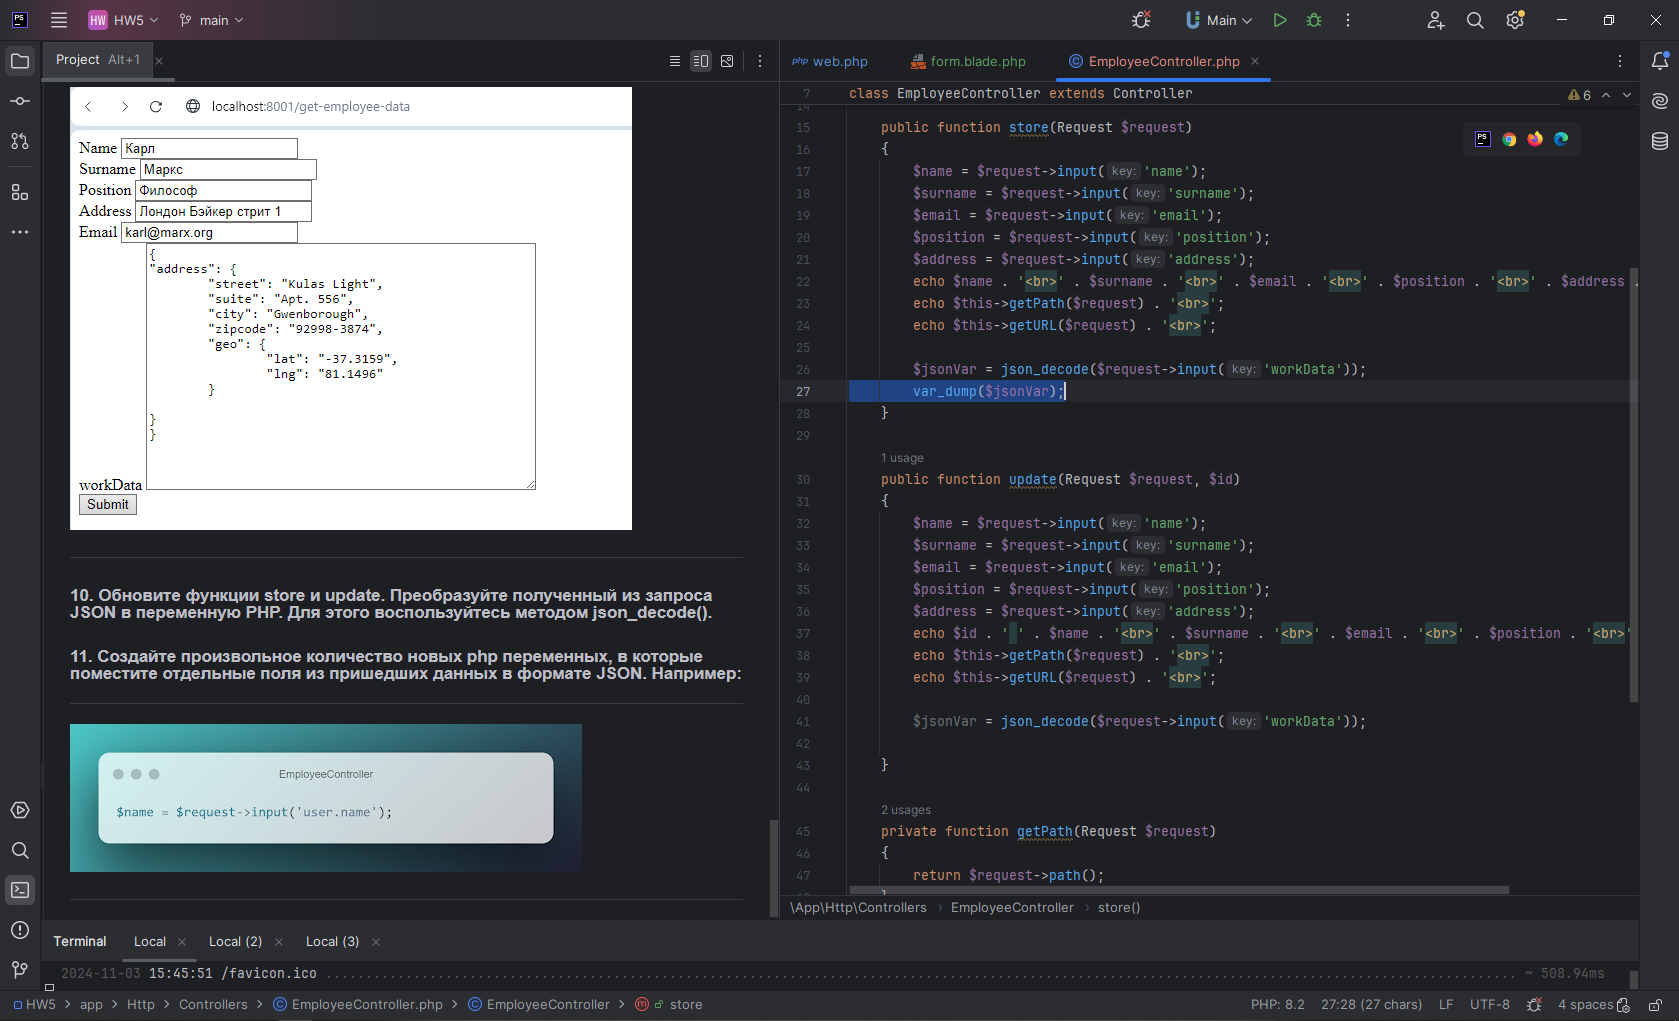 PS
HW HW5
main
Main
Project Alt+1
localhost:8001/get-employee-data
Name Карл
Surname Маркс
Position Философ
Address Лондон Бэйкер стрит 1
Email karl@marx.org
{
"address": {
"street": "Kulas Light",
"suite": "Apt. 556",
"city": "Gwenborough",
"zipcode": "92998-3874",
"geo": {
"lat": "-37.3159",
"lng": "81.1496"
}
}
}
workData
Submit
10. Обновите функции store и update. Преобразуйте полученный из запроса
JSON в переменную PHP. Для этого воспользуйтесь методом json_decode().
11. Создайте произвольное количество новых php переменных, в которые
поместите отдельные поля из пришедших данных в формате JSON. Например:
EmployeeController
$name = $request->input('user.name');
php web.php
form.blade.php
EmployeeController.php
7 class EmployeeController extends Controller
6
14
15 public function store(Request $request)
PS
16 {
17 $name = $request->input( key: 'name');
18 $surname = $request->input( key: 'surname');
19 $email = $request->input( key: 'email');
20 $position = $request->input( key: 'position');
21 $address = $request->input( key: 'address');
22 echo $name . '<br>' . $surname . '<br>' . $email . '<br>' . $position . '<br>' . $address .
23 echo $this->getPath($request) . '<br>';
24 echo $this->getURL($request) . '<br>';
25
26 $jsonVar = json_decode($request->input( key: 'workData'));
27 var_dump($jsonVar);
28 }
29
1 usage
30 public function update(Request $request, $id)
31 {
32 $name = $request->input( key: 'name');
33 $surname = $request->input( key: 'surname');
34 $email = $request->input( key: 'email');
35 $position = $request->input( key: 'position');
36 $address = $request->input( key: 'address');
37 echo $id . ' ' . $name . '<br>' . $surname . '<br>' . $email . '<br>' . $position . '<br>'
38 echo $this->getPath($request) . '<br>';
39 echo $this->getURL($request) . '<br>';
40
41 $jsonVar = json_decode($request->input( key: 'workData'));
42
43 }
44
2 usages
45 private function getPath(Request $request)
46 {
47 return $request->path();
\App\Http\Controllers › EmployeeController › store()
Terminal Local Local (2) Local (3)
2024-11-03 15:45:51 /favicon.ico ~ 508.94ms
HW5 > app > Http > Controllers > EmployeeController.php > EmployeeController > store
PHP: 8.2 27:28 (27 chars) LF UTF-8 4 spaces